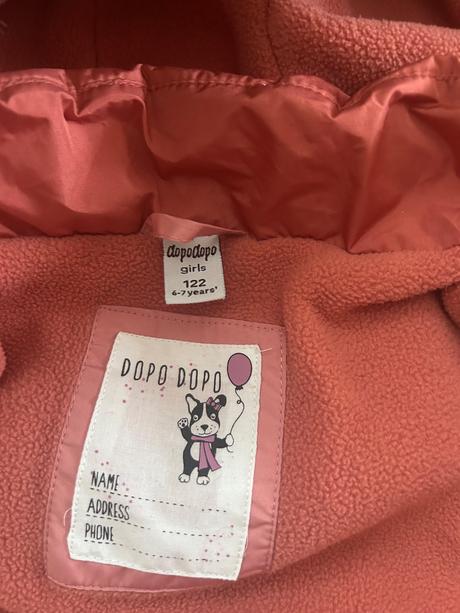 dopodopo
girls
122
6-7years'
DOPO DOPO
NAME
ADDRESS
PHONE